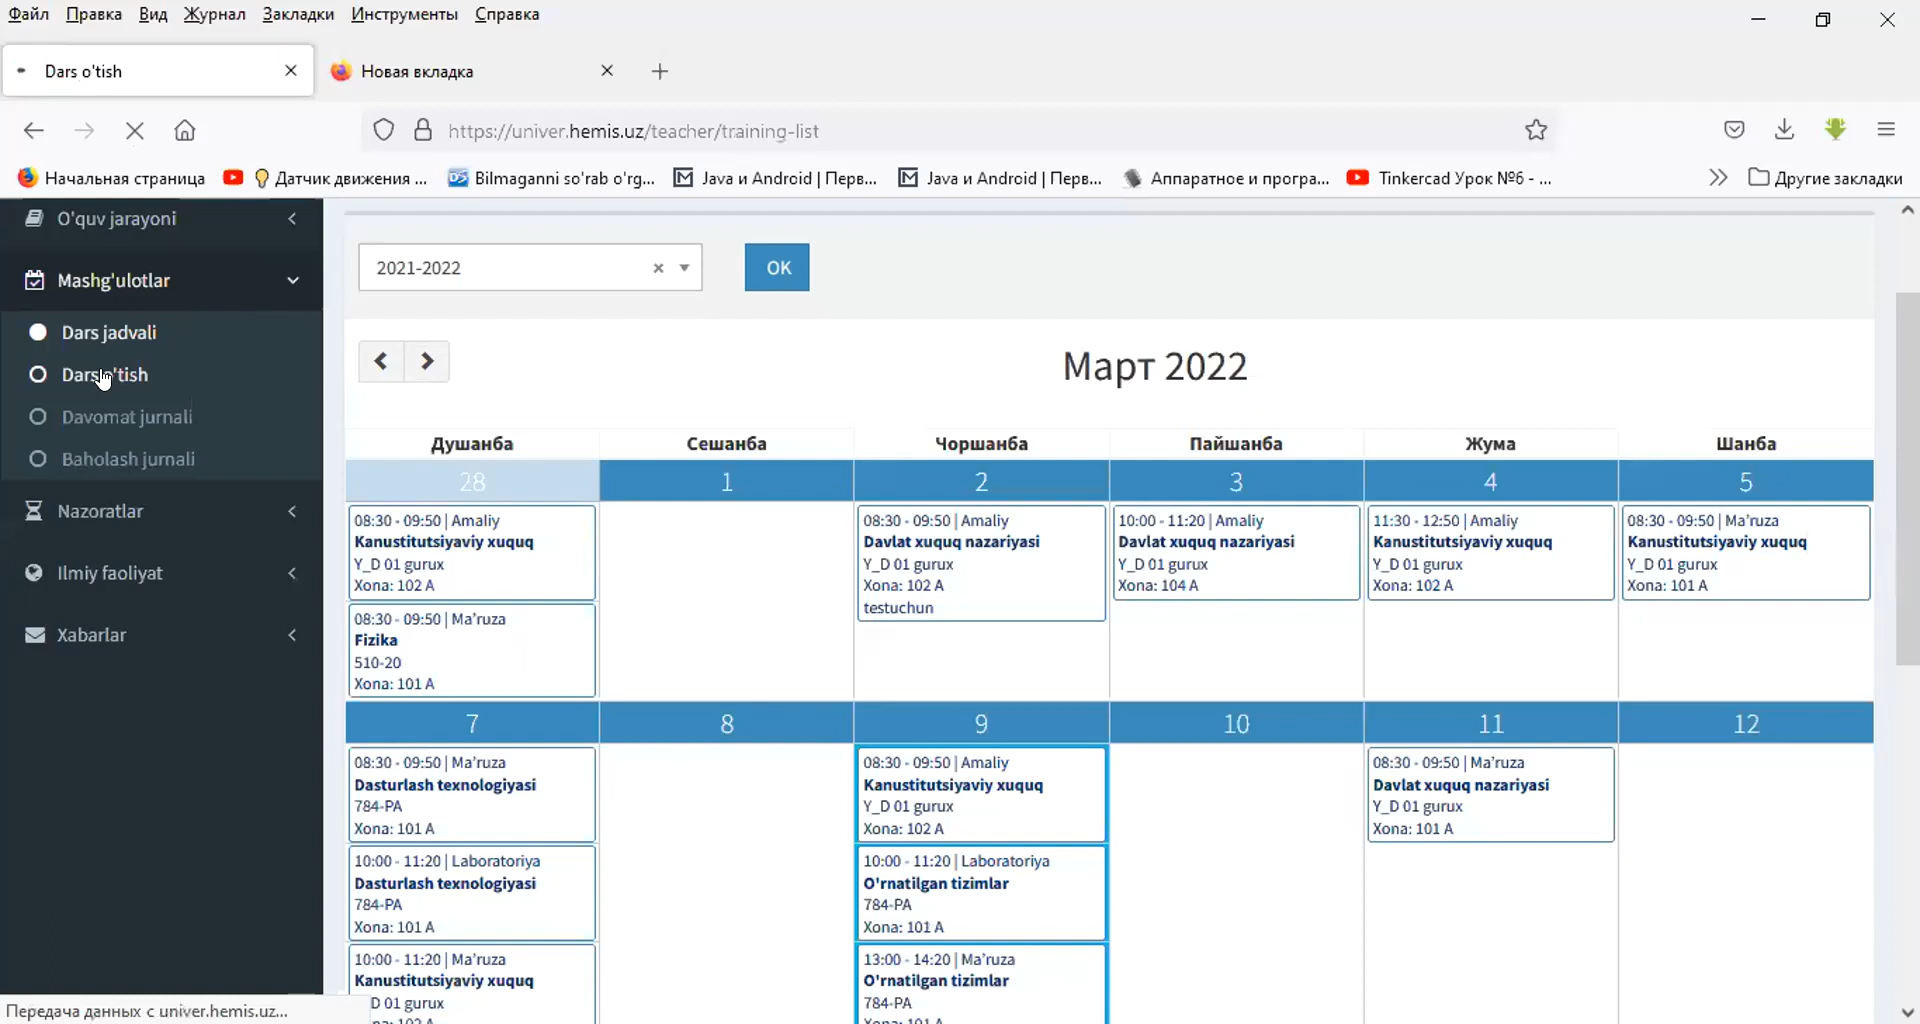 Файл Правка Вид Журнал Закладки Инструменты Справка
Dars o'tish
Новая вкладка
https://univer.hemis.uz/teacher/training-list
Начальная страница
Датчик движения ...
Bilmaganni so'rab o'rg...
Java и Android | Перв...
Java и Android | Перв...
Аппаратное и програ...
Tinkercad Урок №6 - ...
Другие закладки
O'quv jarayoni
Mashg'ulotlar
Dars jadvali
Dars o'tish
Davomat jurnali
Baholash jurnali
Nazoratlar
Ilmiy faoliyat
Xabarlar
2021-2022
OK
Март 2022
Душанба Сешанба Чоршанба Пайшанба Жума Шанба
28 1 2 3 4 5
08:30 - 09:50 | Amaliy
Kanustitutsiyaviy xuquq
Y_D 01 gurux
Xona: 102 A
08:30 - 09:50 | Ma’ruza
Fizika
510-20
Xona: 101 A
08:30 - 09:50 | Amaliy
Davlat xuquq nazariyasi
Y_D 01 gurux
Xona: 102 A
testuchun
10:00 - 11:20 | Amaliy
Davlat xuquq nazariyasi
Y_D 01 gurux
Xona: 104 A
11:30 - 12:50 | Amaliy
Kanustitutsiyaviy xuquq
Y_D 01 gurux
Xona: 102 A
08:30 - 09:50 | Ma’ruza
Kanustitutsiyaviy xuquq
Y_D 01 gurux
Xona: 101 A
7 8 9 10 11 12
08:30 - 09:50 | Ma’ruza
Dasturlash texnologiyasi
784-PA
Xona: 101 A
10:00 - 11:20 | Laboratoriya
Dasturlash texnologiyasi
784-PA
Xona: 101 A
10:00 - 11:20 | Ma’ruza
Kanustitutsiyaviy xuquq
D 01 gurux
08:30 - 09:50 | Amaliy
Kanustitutsiyaviy xuquq
Y_D 01 gurux
Xona: 102 A
10:00 - 11:20 | Laboratoriya
O'rnatilgan tizimlar
784-PA
Xona: 101 A
13:00 - 14:20 | Ma’ruza
O'rnatilgan tizimlar
784-PA
Xona: 101 A
08:30 - 09:50 | Ma’ruza
Davlat xuquq nazariyasi
Y_D 01 gurux
Xona: 101 A
Передача данных с univer.hemis.uz...